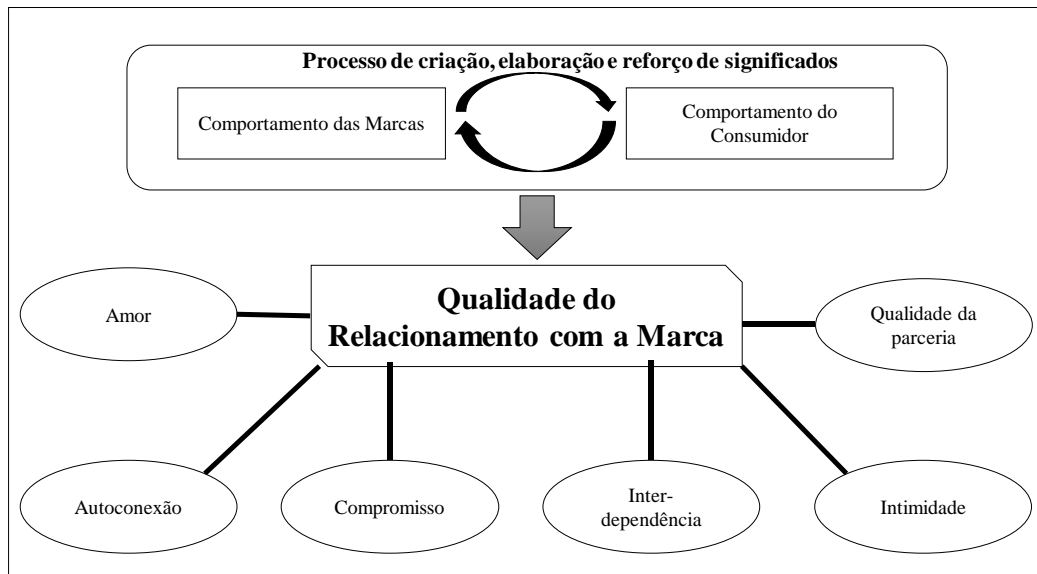 Processo de criação, elaboração e reforço de significados
Comportamento das Marcas
Comportamento do
Consumidor
Qualidade do
Relacionamento com a Marca
Amor
Qualidade da
parceria
Autoconexão
Compromisso
Inter-
dependência
Intimidade